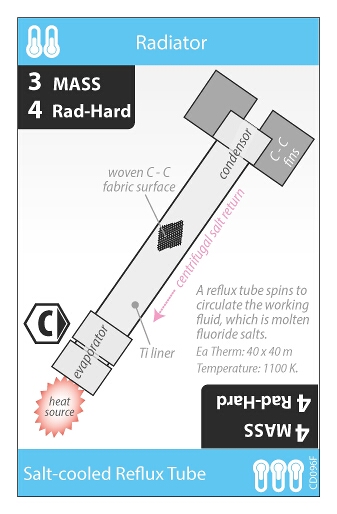 Radiator
3 MASS
4 Rad-Hard
condensor
C - C
fins
woven C - C
fabric surface
centrifugal salt return
A reflux tube spins to
circulate the working
fluid, which is molten
fluoride salts.
Ea Therm: 40 x 40 m
Temperature: 1100 K.
C
evaporator
Ti liner
heat
source
4 MASS
4 Rad-Hard
Salt-cooled Reflux Tube
CD096F